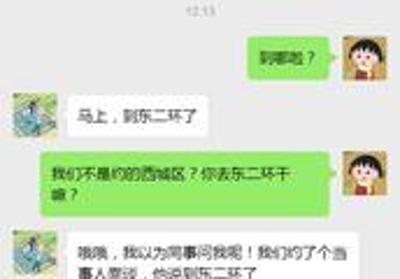 12:13
到哪啦？
马上，到东二环了
我们不是约的西城区？你去东二环干
嘛？
哦哦，我以为同事问我呢！我们约了个当
事人面谈，他说到东二环了